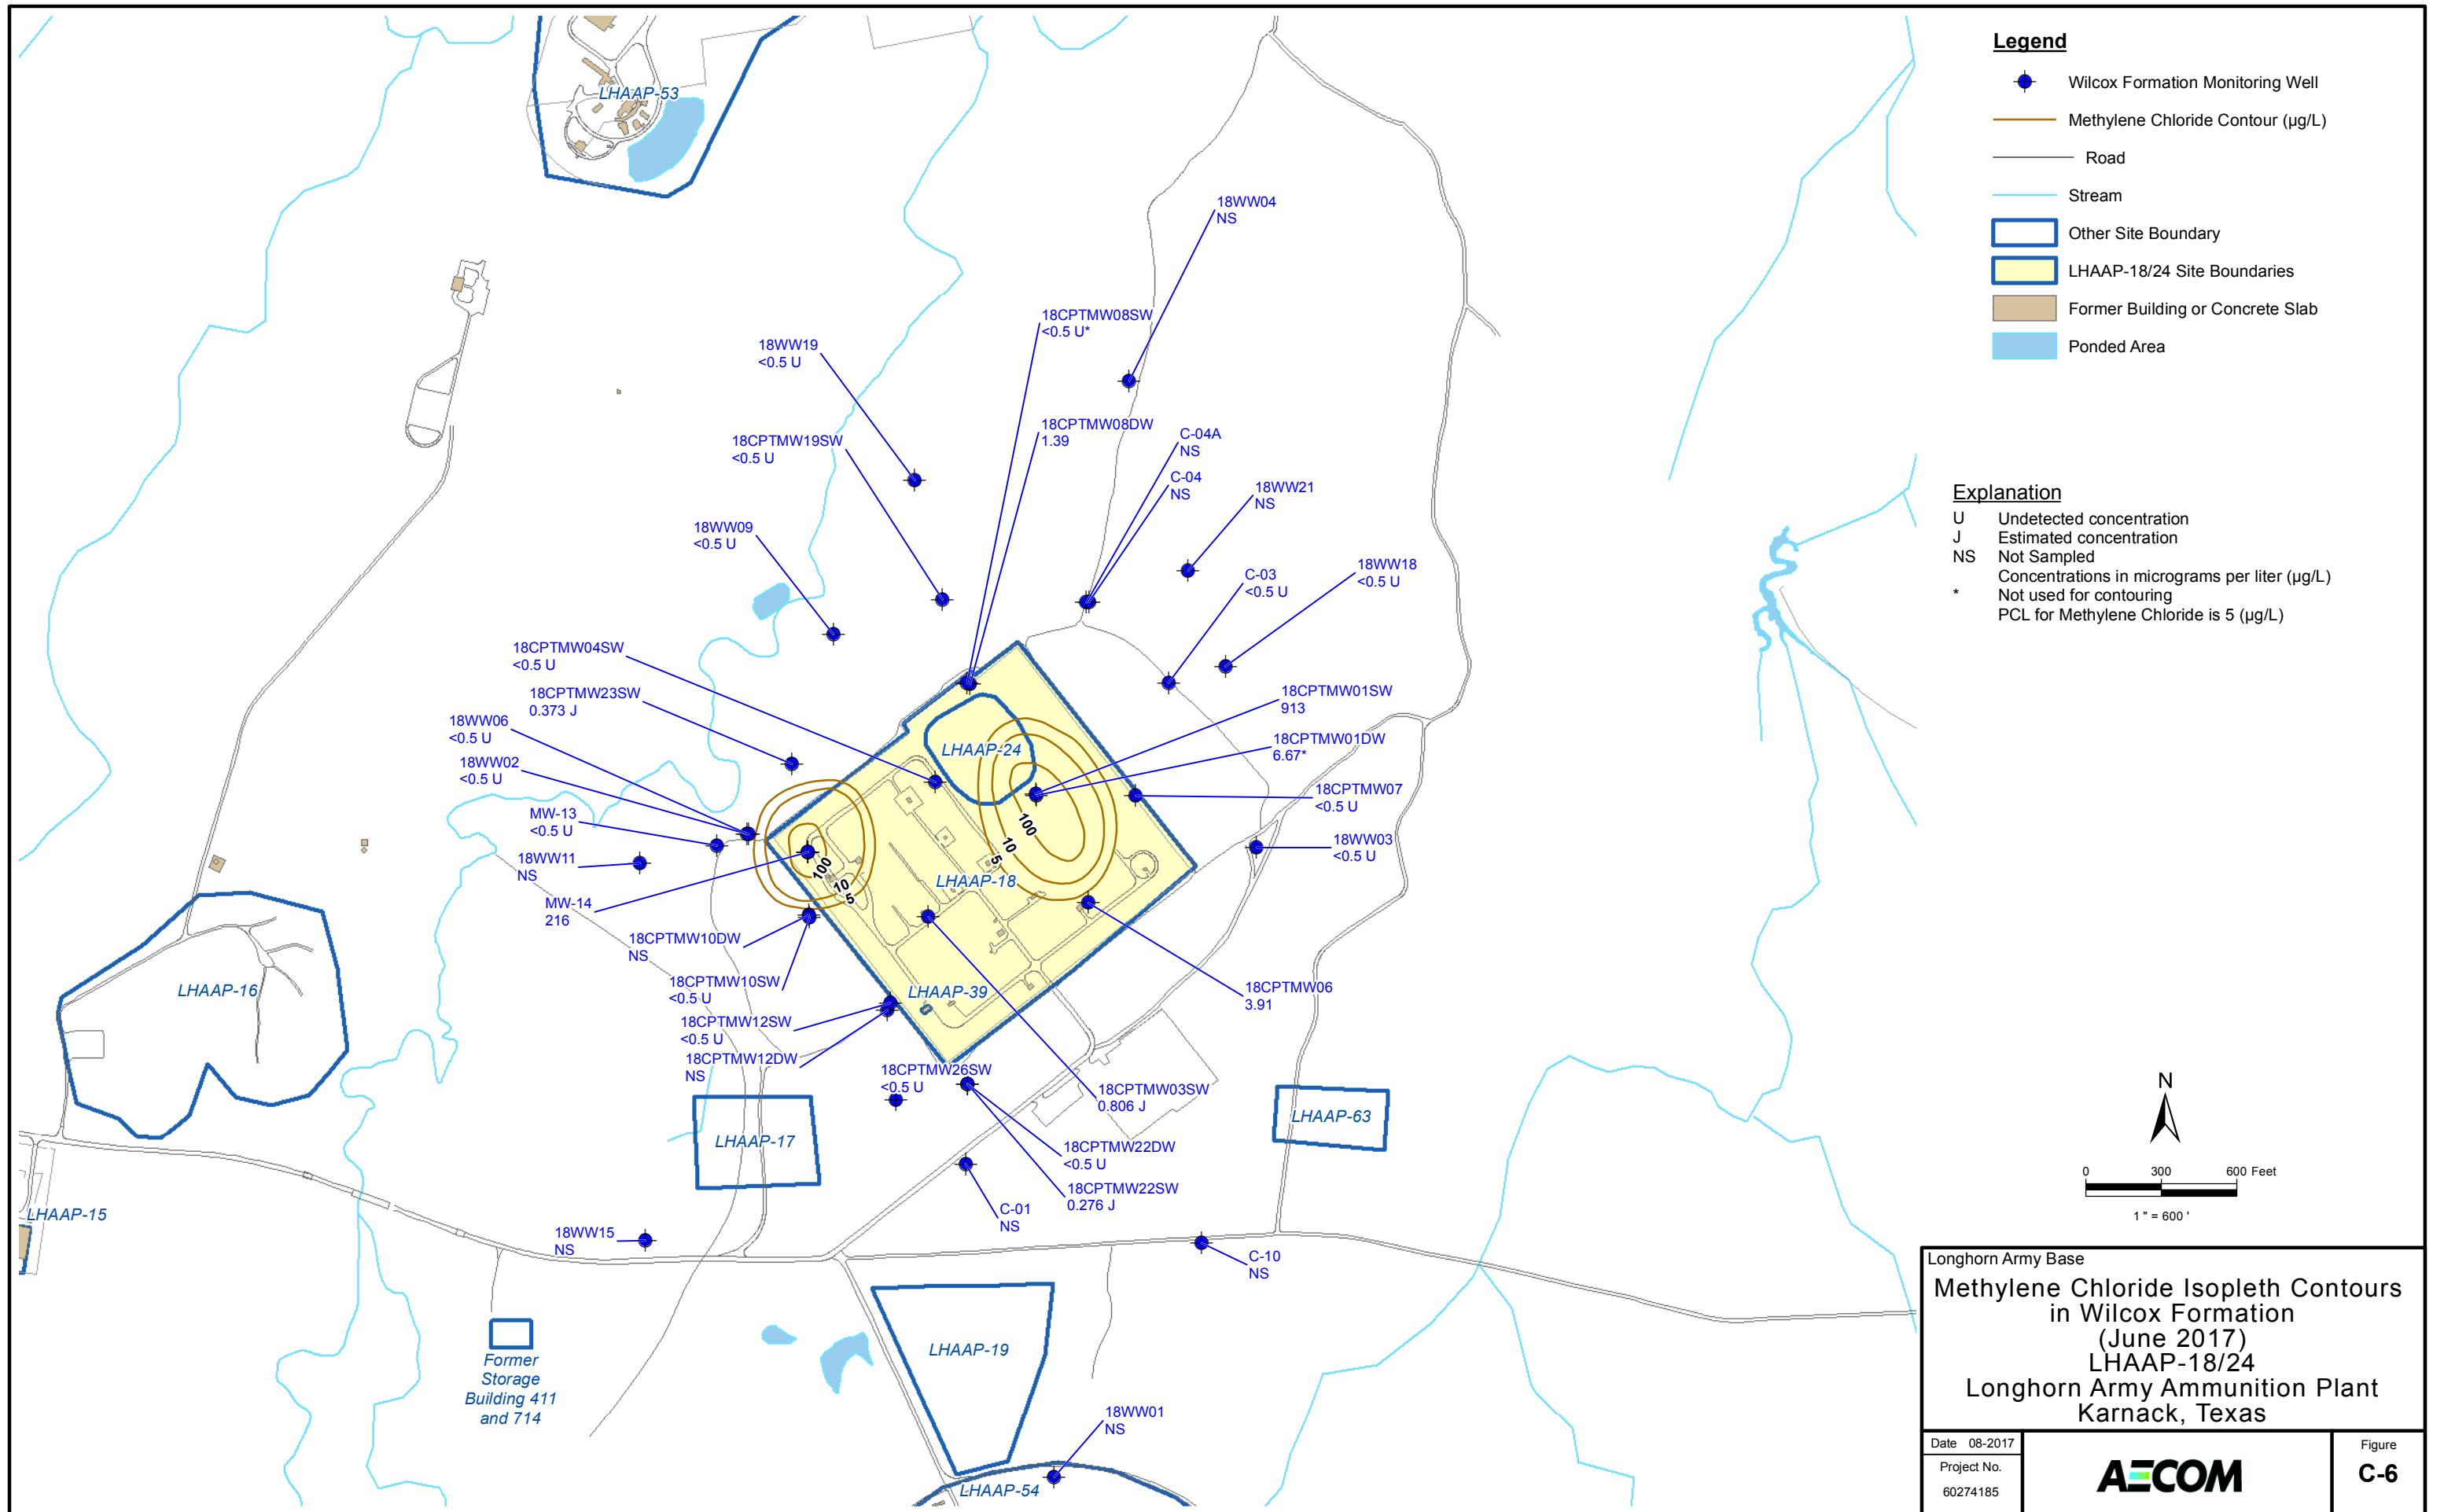 LHAAP-53
18WW04
NS
18CPTMW08SW
<0.5 U*
18WW19
<0.5 U
18CPTMW08DW
1.39
18CPTMW19SW
<0.5 U
C-04A
NS
C-04
NS
18WW21
NS
18WW09
<0.5 U
C-03
<0.5 U
18WW18
<0.5 U
18CPTMW04SW
<0.5 U
18CPTMW23SW
0.373 J
18WW06
<0.5 U
18WW02
<0.5 U
MW-13
<0.5 U
18WW11
NS
MW-14
216
18CPTMW01SW
913
18CPTMW01DW
6.67*
18CPTMW07
<0.5 U
18WW03
<0.5 U
LHAAP-24
100
10
5
100
10
5
LHAAP-18
18CPTMW10DW
NS
18CPTMW10SW
<0.5 U
LHAAP-39
18CPTMW12SW
<0.5 U
18CPTMW12DW
NS
18CPTMW26SW
<0.5 U
18CPTMW06
3.91
18CPTMW03SW
0.806 J
18CPTMW22DW
<0.5 U
18CPTMW22SW
0.276 J
C-01
NS
C-10
NS
18WW15
NS
18WW01
NS
LHAAP-16
LHAAP-17
LHAAP-63
LHAAP-15
LHAAP-19
LHAAP-54
Former
Storage
Building 411
and 714
Legend
Wilcox Formation Monitoring Well
Methylene Chloride Contour (µg/L)
Road
Stream
Other Site Boundary
LHAAP-18/24 Site Boundaries
Former Building or Concrete Slab
Ponded Area
Explanation
U Undetected concentration
J Estimated concentration
NS Not Sampled
Concentrations in micrograms per liter (µg/L)
* Not used for contouring
PCL for Methylene Chloride is 5 (µg/L)
N
0 300 600 Feet
1 " = 600 '
Longhorn Army Base
Methylene Chloride Isopleth Contours
in Wilcox Formation
(June 2017)
LHAAP-18/24
Longhorn Army Ammunition Plant
Karnack, Texas
Date 08-2017
Project No.
60274185
AECOM
Figure
C-6